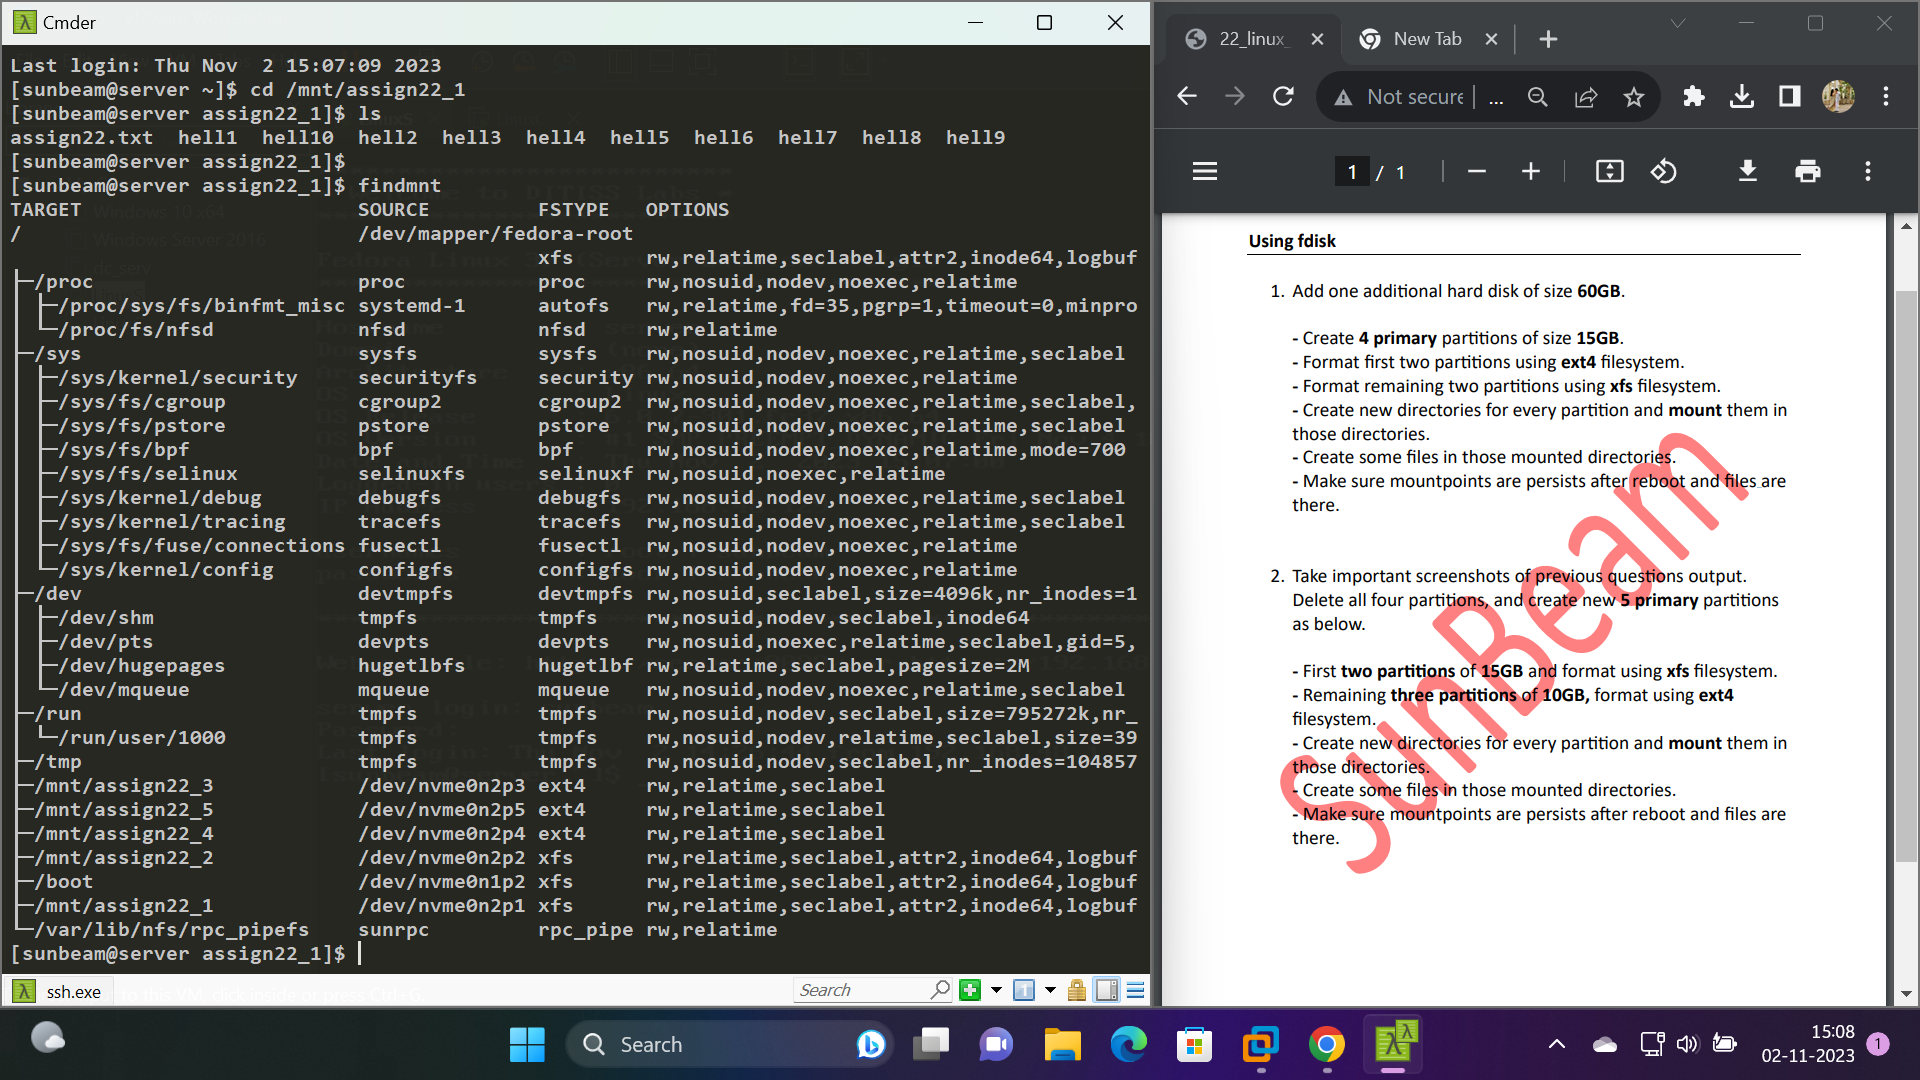 Cmder
Last login: Thu Nov  2 15:07:09 2023
[sunbeam@server ~]$ cd /mnt/assign22_1
[sunbeam@server assign22_1]$ ls
assign22.txt  hell1  hell10  hell2  hell3  hell4  hell5  hell6  hell7  hell8  hell9
[sunbeam@server assign22_1]$
[sunbeam@server assign22_1]$ findmnt
TARGET SOURCE FSTYPE OPTIONS
/ /dev/mapper/fedora-root
xfs rw,relatime,seclabel,attr2,inode64,logbuf
├─/proc proc proc rw,nosuid,nodev,noexec,relatime
│ ├─/proc/sys/fs/binfmt_misc systemd-1 autofs rw,relatime,fd=35,pgrp=1,timeout=0,minpro
│ └─/proc/fs/nfsd nfsd nfsd rw,relatime
├─/sys sysfs sysfs rw,nosuid,nodev,noexec,relatime,seclabel
│ ├─/sys/kernel/security securityfs security rw,nosuid,nodev,noexec,relatime
│ ├─/sys/fs/cgroup cgroup2 cgroup2 rw,nosuid,nodev,noexec,relatime,seclabel,
│ ├─/sys/fs/pstore pstore pstore rw,nosuid,nodev,noexec,relatime,seclabel
│ ├─/sys/fs/bpf bpf bpf rw,nosuid,nodev,noexec,relatime,mode=700
│ ├─/sys/fs/selinux selinuxfs selinuxf rw,nosuid,noexec,relatime
│ ├─/sys/kernel/debug debugfs debugfs rw,nosuid,nodev,noexec,relatime,seclabel
│ ├─/sys/kernel/tracing tracefs tracefs rw,nosuid,nodev,noexec,relatime,seclabel
│ ├─/sys/fs/fuse/connections fusectl fusectl rw,nosuid,nodev,noexec,relatime
│ └─/sys/kernel/config configfs configfs rw,nosuid,nodev,noexec,relatime
├─/dev devtmpfs devtmpfs rw,nosuid,seclabel,size=4096k,nr_inodes=1
│ ├─/dev/shm tmpfs tmpfs rw,nosuid,nodev,seclabel,inode64
│ ├─/dev/pts devpts devpts rw,nosuid,noexec,relatime,seclabel,gid=5,
│ ├─/dev/hugepages hugetlbfs hugetlbf rw,relatime,seclabel,pagesize=2M
│ └─/dev/mqueue mqueue mqueue rw,nosuid,nodev,noexec,relatime,seclabel
├─/run tmpfs tmpfs rw,nosuid,nodev,seclabel,size=795272k,nr_
│ └─/run/user/1000 tmpfs tmpfs rw,nosuid,nodev,relatime,seclabel,size=39
├─/tmp tmpfs tmpfs rw,nosuid,nodev,seclabel,nr_inodes=104857
├─/mnt/assign22_3 /dev/nvme0n2p3 ext4 rw,relatime,seclabel
├─/mnt/assign22_5 /dev/nvme0n2p5 ext4 rw,relatime,seclabel
├─/mnt/assign22_4 /dev/nvme0n2p4 ext4 rw,relatime,seclabel
├─/mnt/assign22_2 /dev/nvme0n2p2 xfs rw,relatime,seclabel,attr2,inode64,logbuf
├─/boot /dev/nvme0n1p2 xfs rw,relatime,seclabel,attr2,inode64,logbuf
├─/mnt/assign22_1 /dev/nvme0n2p1 xfs rw,relatime,seclabel,attr2,inode64,logbuf
└─/var/lib/nfs/rpc_pipefs sunrpc rpc_pipe rw,relatime
[sunbeam@server assign22_1]$
ssh.exe Search
22_linux_ New Tab
Not secure ...
1 / 1
Using fdisk
1. Add one additional hard disk of size 60GB.
- Create 4 primary partitions of size 15GB.
- Format first two partitions using ext4 filesystem.
- Format remaining two partitions using xfs filesystem.
- Create new directories for every partition and mount them in
those directories.
- Create some files in those mounted directories.
- Make sure mountpoints are persists after reboot and files are
there.
2. Take important screenshots of previous questions output.
Delete all four partitions, and create new 5 primary partitions
as below.
- First two partitions of 15GB and format using xfs filesystem.
- Remaining three partitions of 10GB, format using ext4
filesystem.
- Create new directories for every partition and mount them in
those directories.
- Create some files in those mounted directories.
- Make sure mountpoints are persists after reboot and files are
there.
SunBeam
Search
15:08
02-11-2023
1